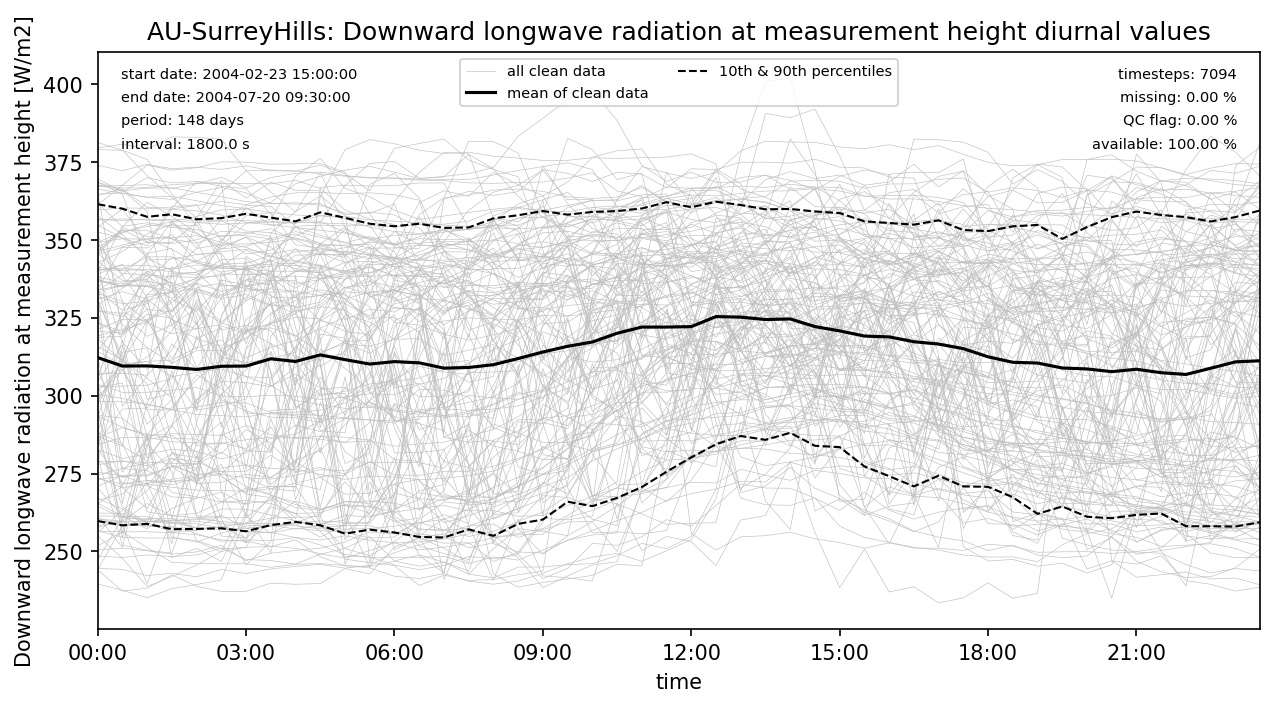 AU-SurreyHills: Downward longwave radiation at measurement height diurnal values
start date: 2004-02-23 15:00:00
end date: 2004-07-20 09:30:00
period: 148 days
interval: 1800.0 s
all clean data
mean of clean data
10th & 90th percentiles
timesteps: 7094
missing: 0.00 %
QC flag: 0.00 %
available: 100.00 %
Downward longwave radiation at measurement height [W/m2]
400
375
350
325
300
275
250
00:00 03:00 06:00 09:00 12:00 15:00 18:00 21:00
time